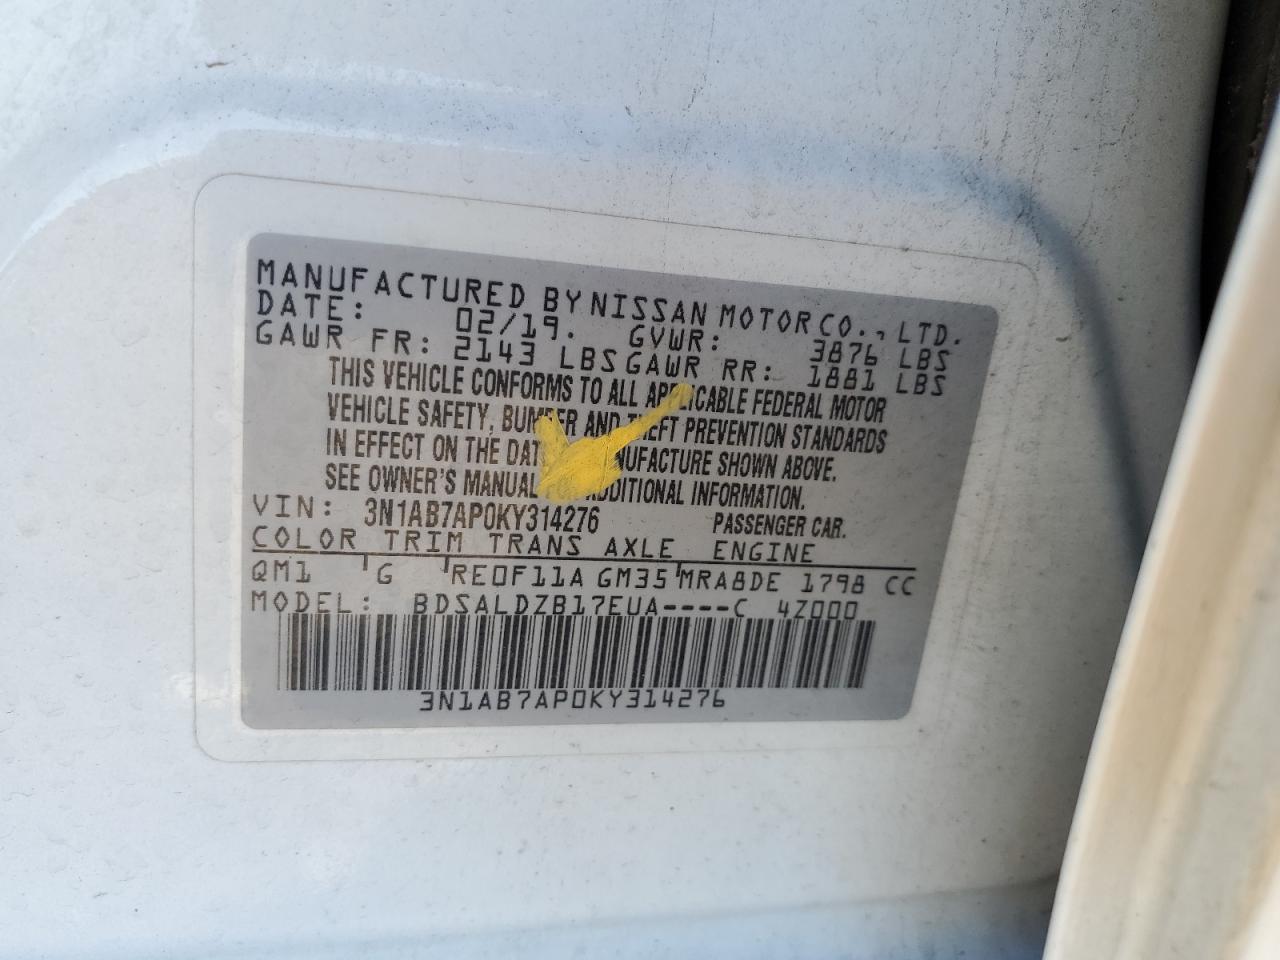 MANUFACTURED BY NISSAN MOTOR CO., LTD.
DATE: 02/19. GVWR: 3876 LBS
GAWR FR: 2143 LBS GAWR RR: 1881 LBS
THIS VEHICLE CONFORMS TO ALL APPLICABLE FEDERAL MOTOR
VEHICLE SAFETY, BUMPER AND THEFT PREVENTION STANDARDS
IN EFFECT ON THE DATE MANUFACTURE SHOWN ABOVE.
SEE OWNER'S MANUAL FOR ADDITIONAL INFORMATION.
VIN: 3N1AB7AP0KY314276 PASSENGER CAR.
COLOR TRIM TRANS AXLE ENGINE
QM1 G RE0F11A GM35 MRA8DE 1798 CC
MODEL: BDSALDZB17EUA----C 4Z000
3N1AB7AP0KY314276